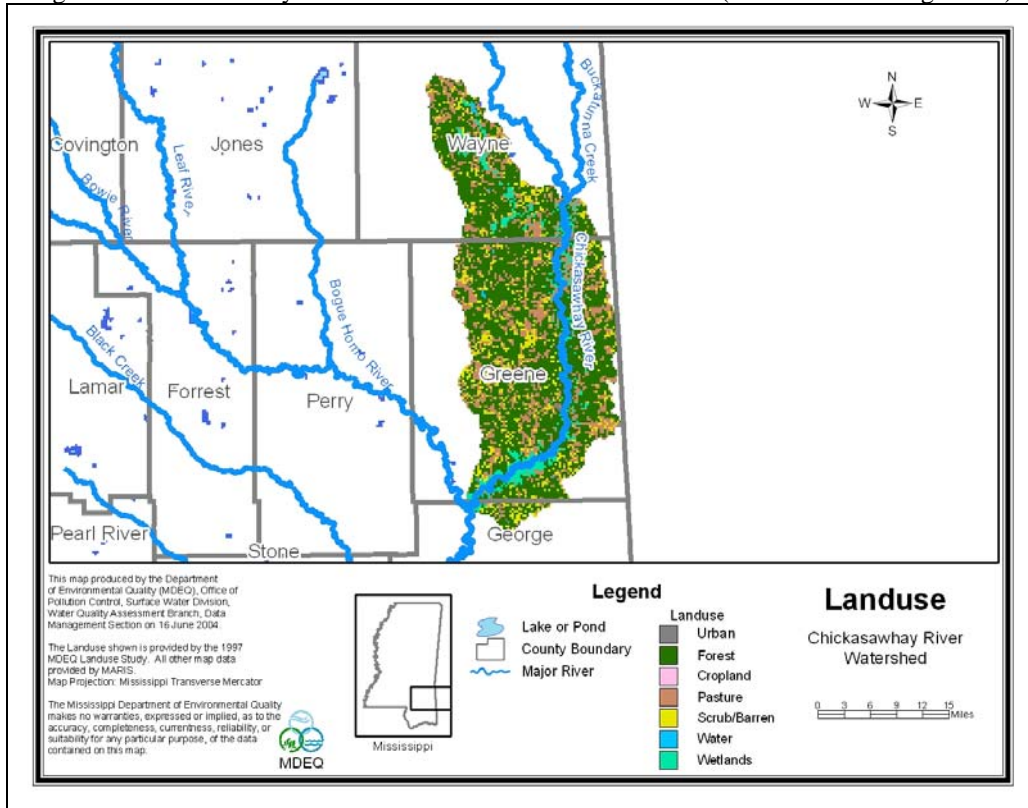 N
W E
S
Buckatunna Creek
Covington
Jones
Wayne
Leaf River
Bowie River
Chickasawhay River
Bogue Homo River
Black Creek
Greene
Lamar
Forrest
Perry
Pearl River
Stone
George
This map produced by the Department
of Environmental Quality (MDEQ), Office of
Pollution Control, Surface Water Division,
Water Quality Assessment Branch, Data
Management Section on 16 June 2004.
The Landuse shown is provided by the 1997
MDEQ Landuse Study. All other map data
provided by MARIS.
Map Projection: Mississippi Transverse Mercator
The Mississippi Department of Environmental Quality
makes no warranties, expressed or implied, as to the
accuracy, completeness, currentness, reliability, or
suitability for any particular purpose, of the data
contained on this map.
MDEQ
Mississippi
Legend
Lake or Pond
County Boundary
Major River
Landuse
Urban
Forest
Cropland
Pasture
Scrub/Barren
Water
Wetlands
Landuse
Chickasawhay River
Watershed
0 3 6 9 12 15
Miles